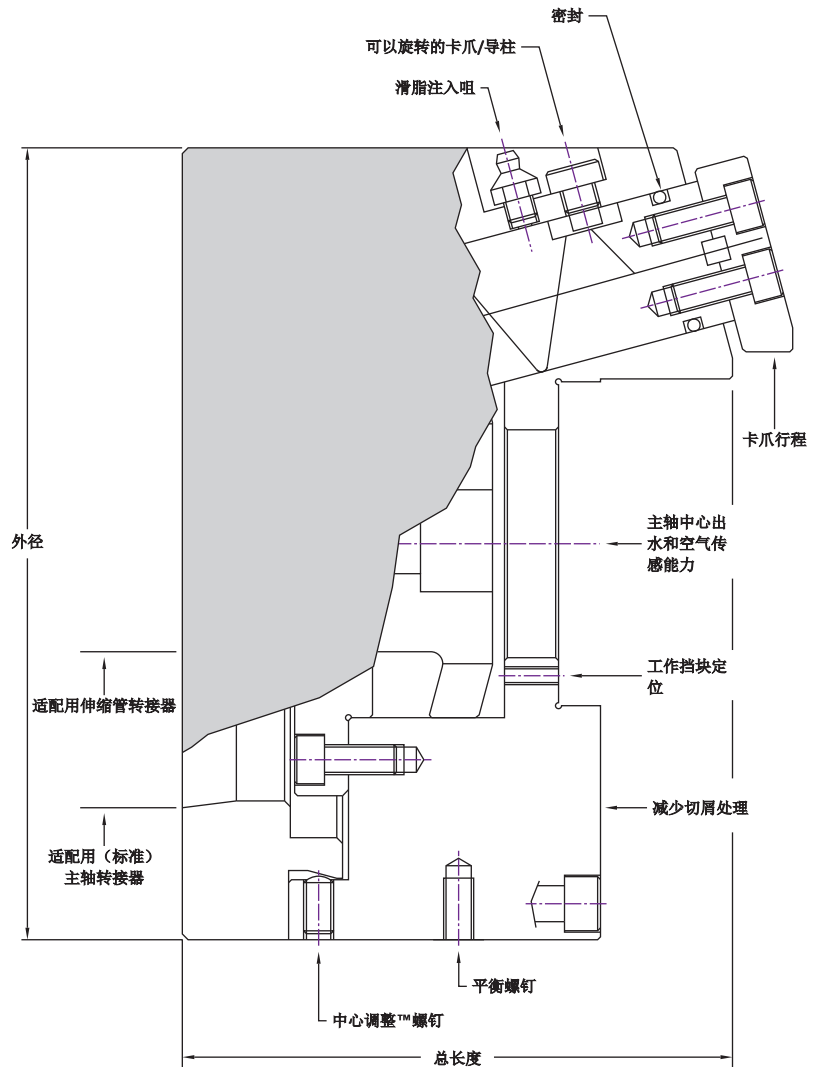 密封
可以旋转的卡爪/导柱
滑脂注入咀
卡爪行程
外径
主轴中心出
水和空气传
感能力
工作挡块定
位
适配用伸缩管转接器
减少切屑处理
适配用（标准）
主轴转接器
平衡螺钉
中心调整™螺钉
总长度